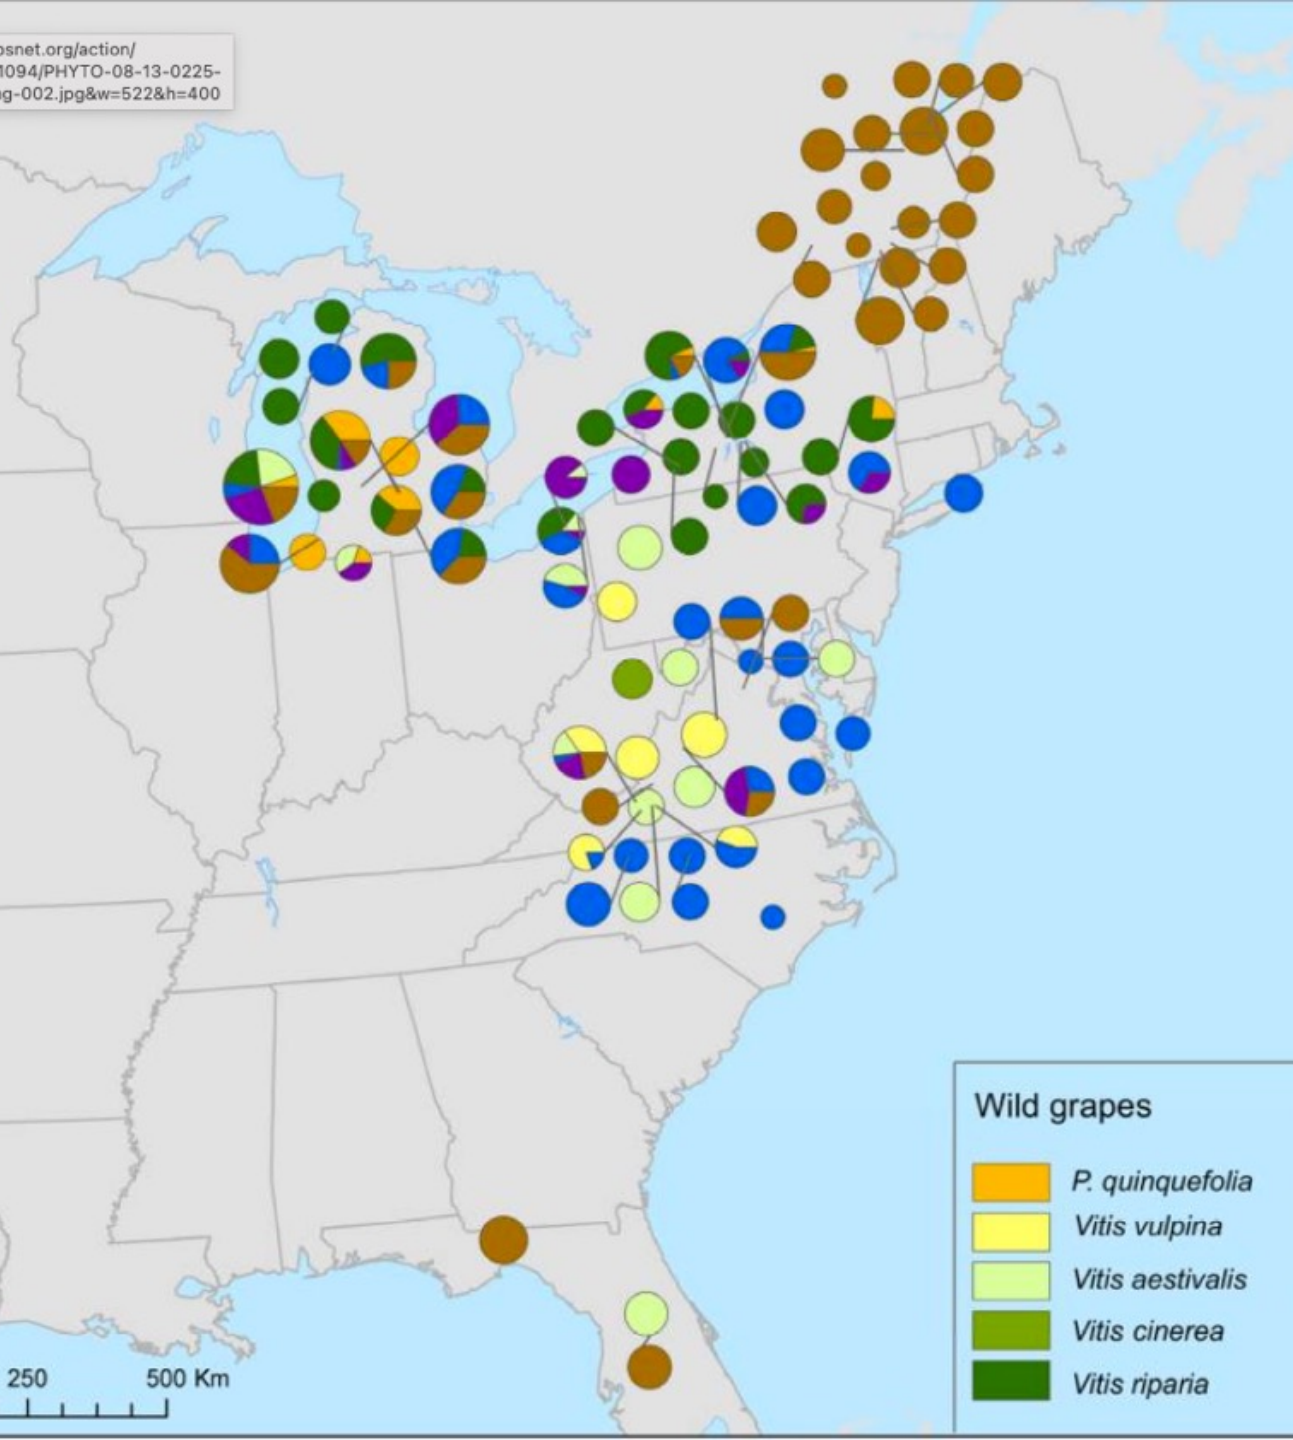 osnet.org/action/
1094/PHYTO-08-13-0225-
g-002.jpg&w=522&h=400
Wild grapes
P. quinquefolia
Vitis vulpina
Vitis aestivalis
Vitis cinerea
Vitis riparia
250 500 Km